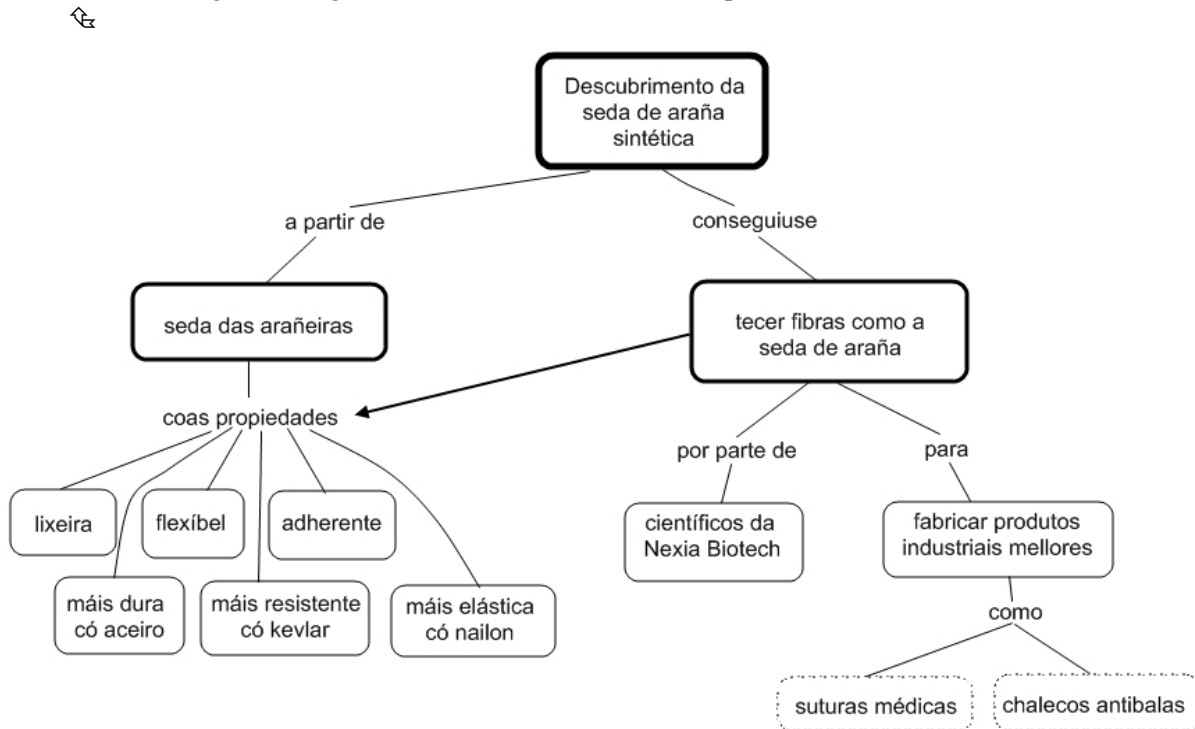 Descubrimento da
seda de araña
sintética
a partir de
conseguiuse
seda das arañeiras
tecer fibras como a
seda de araña
coas propiedades
por parte de
para
lixeira
flexíbel
adherente
científicos da
Nexia Biotech
fabricar produtos
industriais mellores
máis dura
có aceiro
máis resistente
có kevlar
máis elástica
có nailon
como
suturas médicas
chalecos antibalas